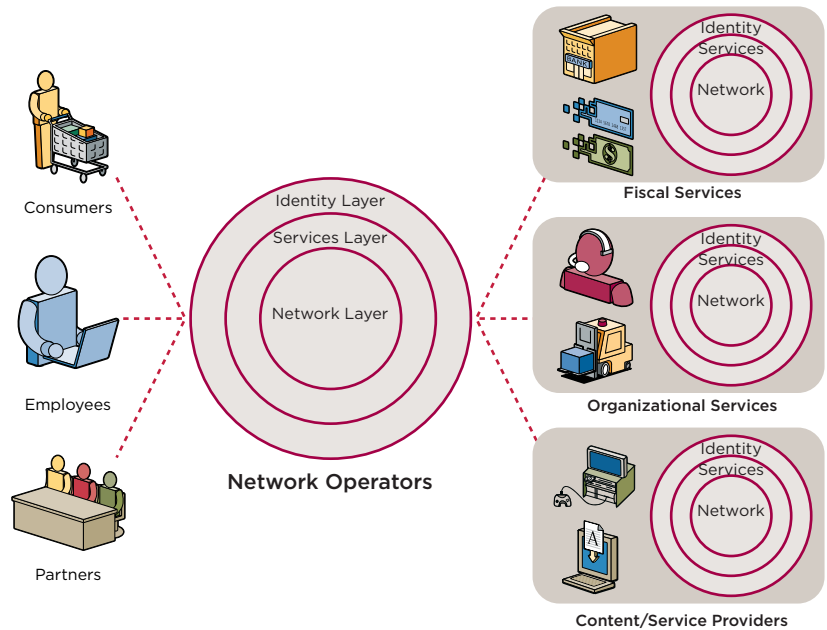 Consumers
Employees
Partners
Identity Layer
Services Layer
Network Layer
Network Operators
BANK
Identity
Services
Network
Fiscal Services
Identity
Services
Network
Organizational Services
Identity
Services
Network
A
Content/Service Providers